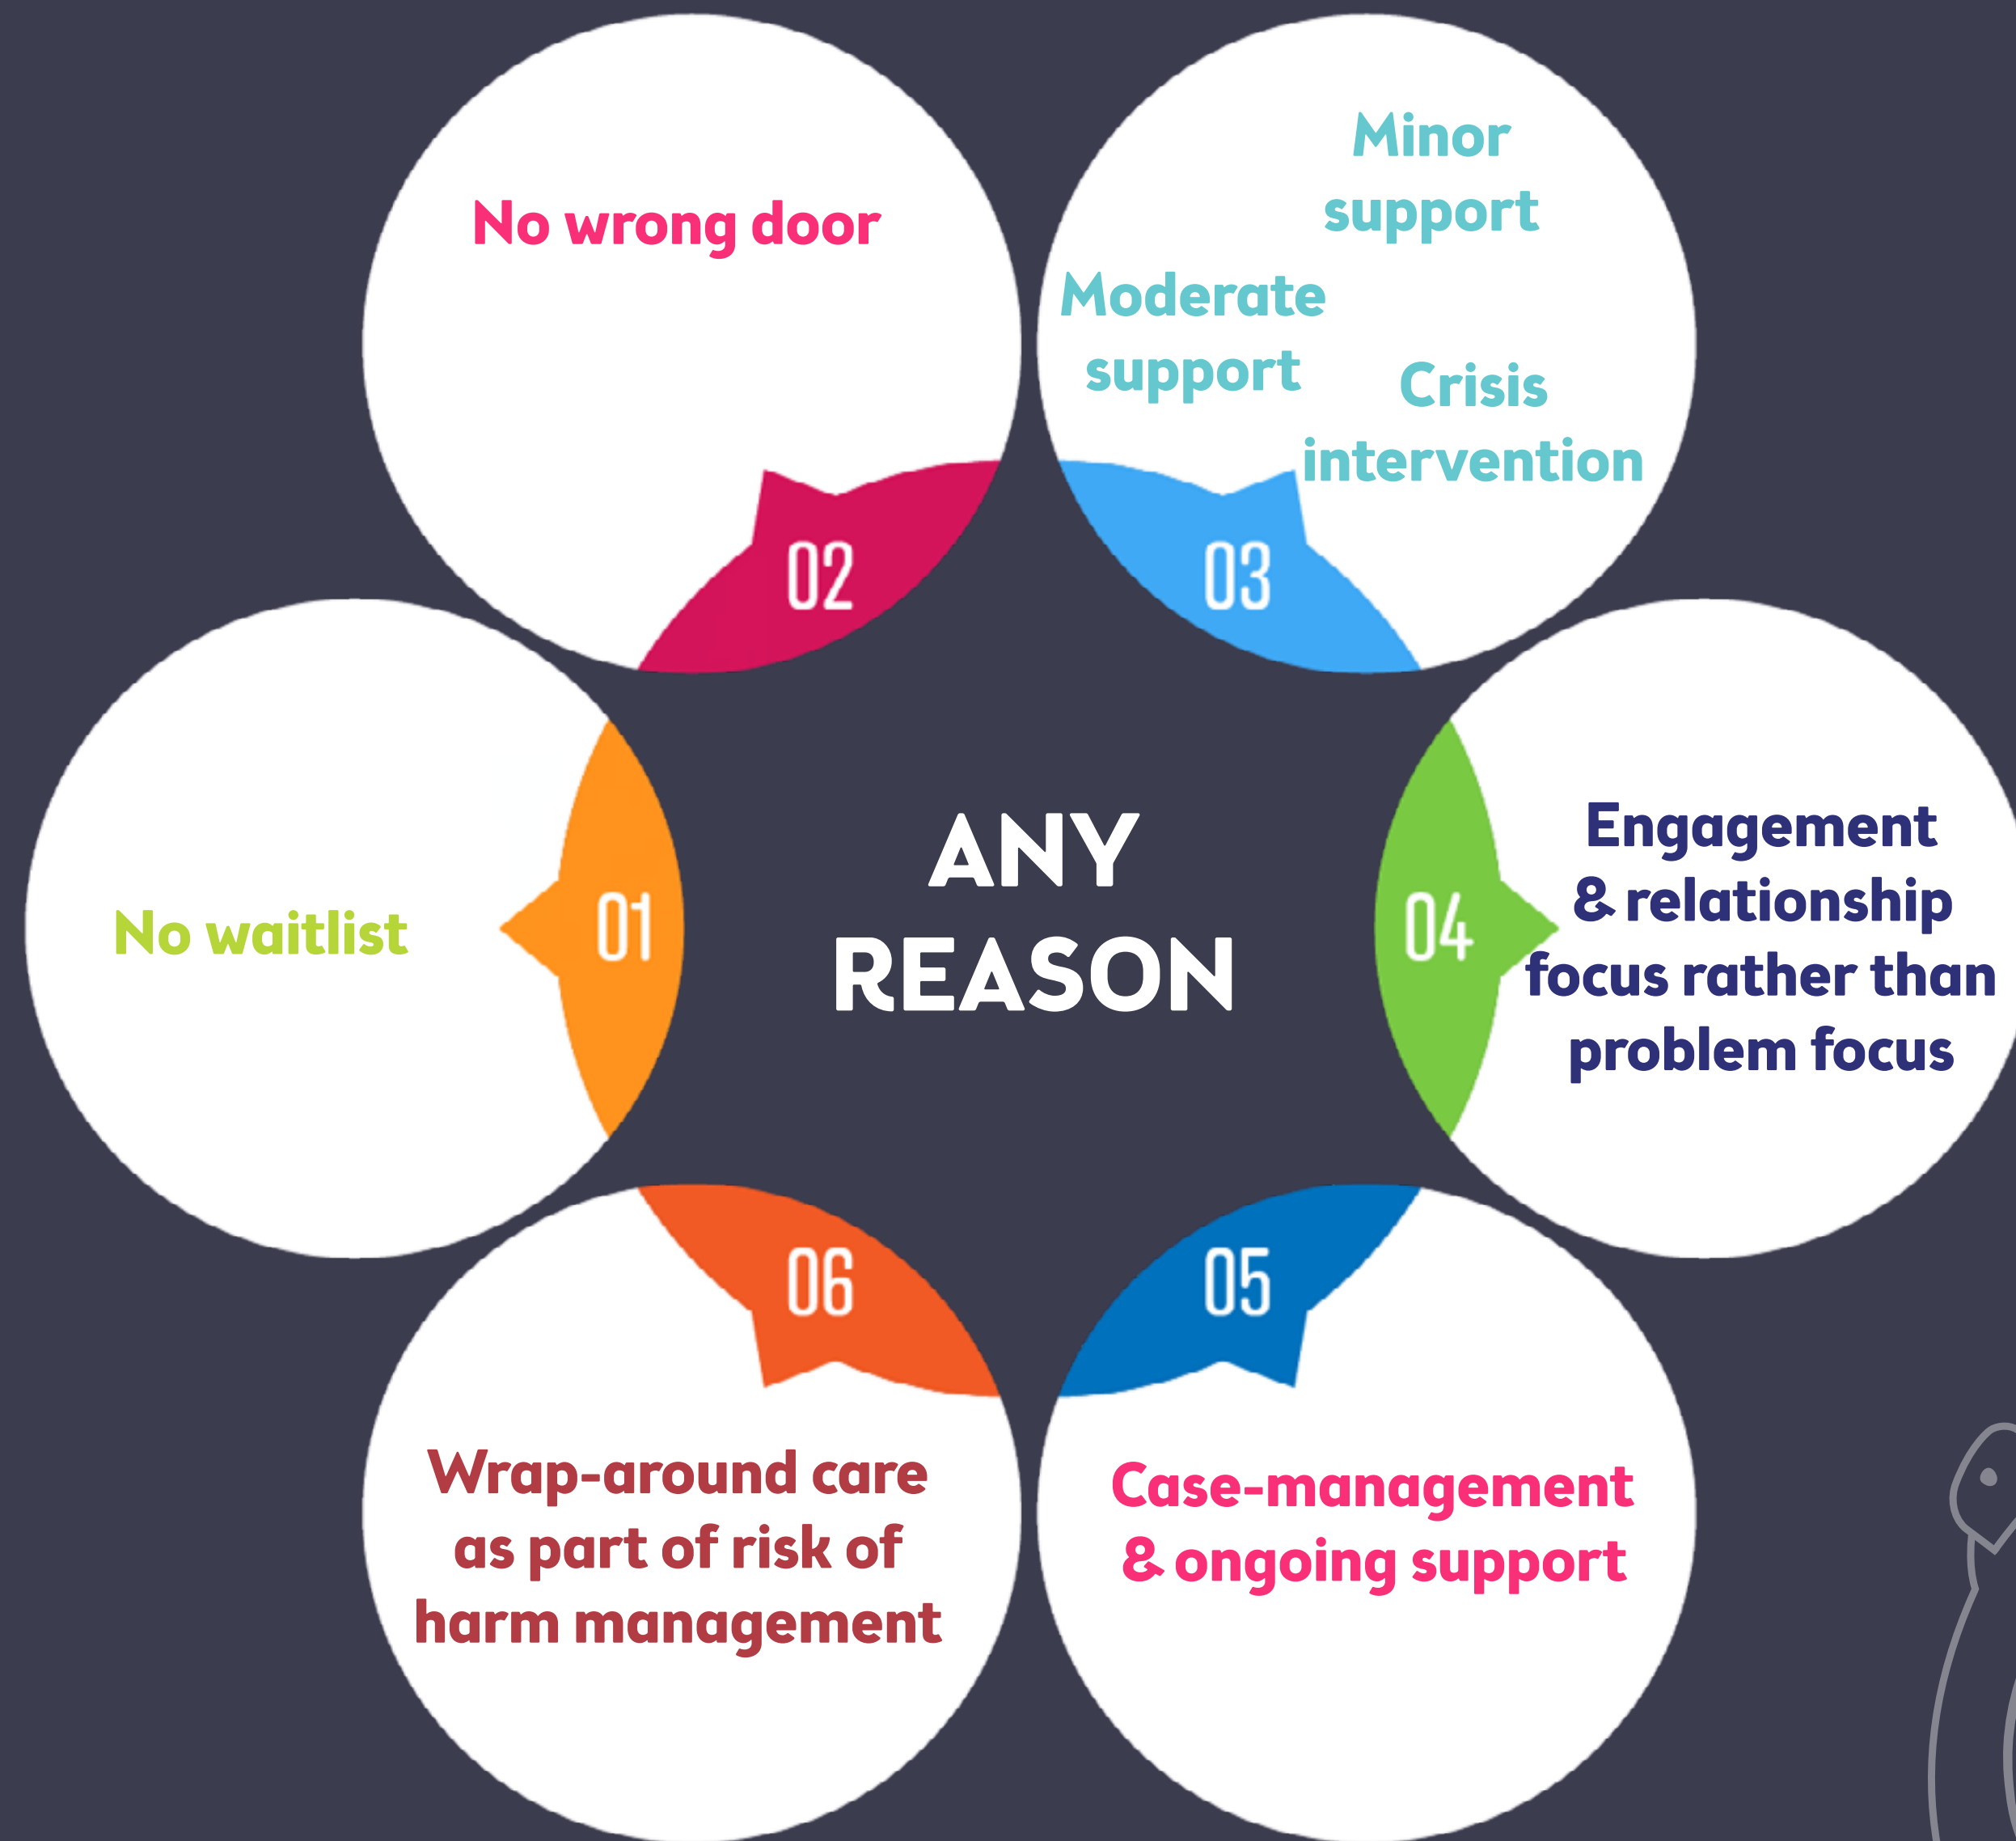 No wrong door
02
Minor
support
Moderate
support
Crisis
intervention
03
No waitlist
01
ANY
REASON
04
Engagement
& relationship
focus rather than
problem focus
06
Wrap-around care
as part of risk of
harm management
05
Case-management
& ongoing support